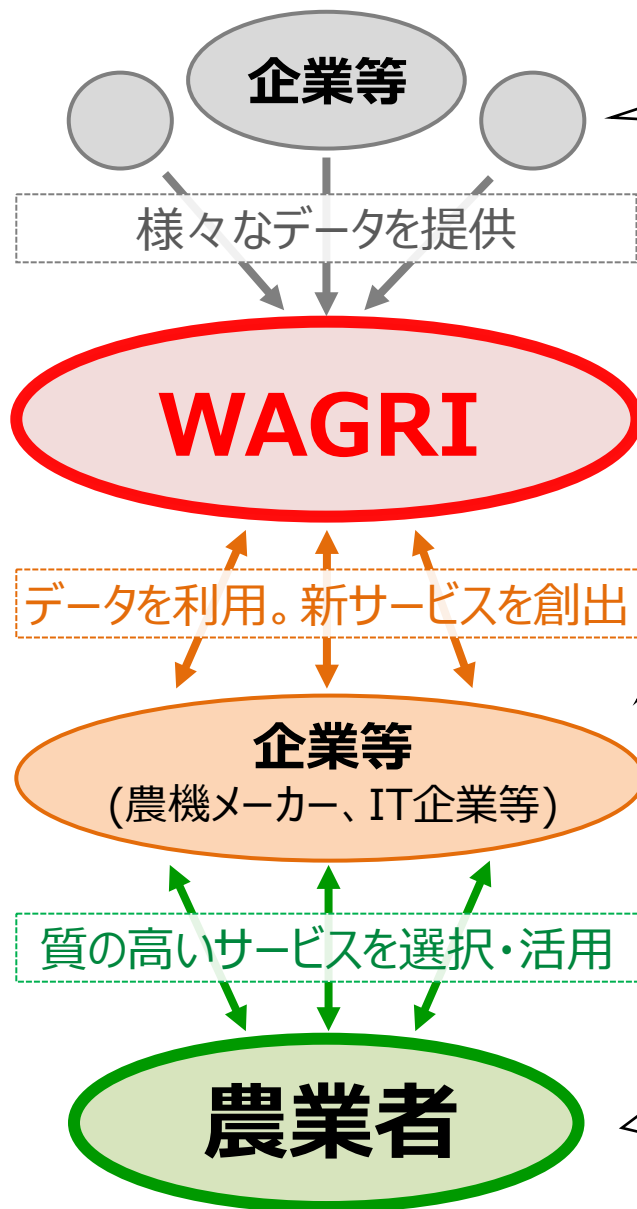 企業等
様々なデータを提供
WAGRI
データを利用。新サービスを創出
企業等
(農機メーカー、IT企業等)
質の高いサービスを選択・活用
農業者